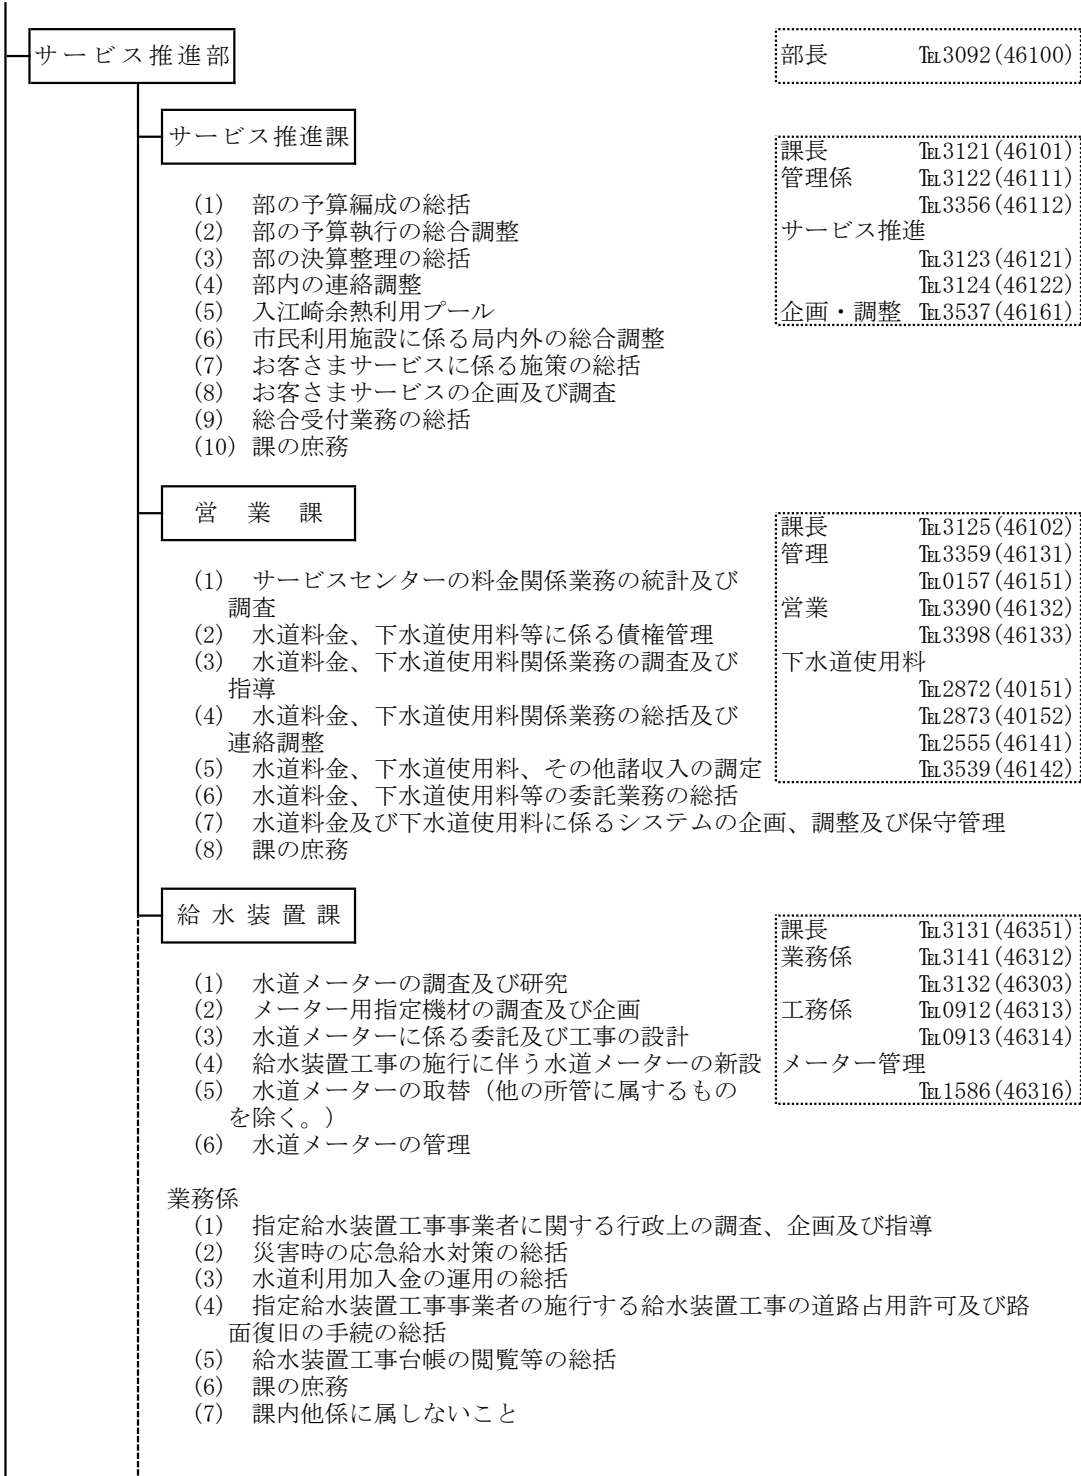 サービス推進部
部長 ℡3092(46100)
サービス推進課
課長 ℡3121(46101)
管理係 ℡3122(46111)
℡3356(46112)
サービス推進
℡3123(46121)
℡3124(46122)
企画・調整 ℡3537(46161)
(1) 部の予算編成の総括
(2) 部の予算執行の総合調整
(3) 部の決算整理の総括
(4) 部内の連絡調整
(5) 入江崎余熱利用プール
(6) 市民利用施設に係る局内外の総合調整
(7) お客さまサービスに係る施策の総括
(8) お客さまサービスの企画及び調査
(9) 総合受付業務の総括
(10) 課の庶務
営業課
課長 ℡3125(46102)
管理 ℡3359(46131)
℡0157(46151)
営業 ℡3390(46132)
℡3398(46133)
下水道使用料
℡2872(40151)
℡2873(40152)
℡2555(46141)
℡3539(46142)
(1) サービスセンターの料金関係業務の統計及び
調査
(2) 水道料金、下水道使用料等に係る債権管理
(3) 水道料金、下水道使用料関係業務の調査及び
指導
(4) 水道料金、下水道使用料関係業務の総括及び
連絡調整
(5) 水道料金、下水道使用料、その他諸収入の調定
(6) 水道料金、下水道使用料等の委託業務の総括
(7) 水道料金及び下水道使用料に係るシステムの企画、調整及び保守管理
(8) 課の庶務
給水装置課
課長 ℡3131(46351)
業務係 ℡3141(46312)
℡3132(46303)
工務係 ℡0912(46313)
℡0913(46314)
メーター管理
℡1586(46316)
(1) 水道メーターの調査及び研究
(2) メーター用指定機材の調査及び企画
(3) 水道メーターに係る委託及び工事の設計
(4) 給水装置工事の施行に伴う水道メーターの新設
(5) 水道メーターの取替(他の所管に属するもの
を除く。)
(6) 水道メーターの管理
業務係
(1) 指定給水装置工事事業者に関する行政上の調査、企画及び指導
(2) 災害時の応急給水対策の総括
(3) 水道利用加入金の運用の総括
(4) 指定給水装置工事事業者の施行する給水装置工事の道路占用許可及び路
面復旧の手続の総括
(5) 給水装置工事台帳の閲覧等の総括
(6) 課の庶務
(7) 課内他係に属しないこと